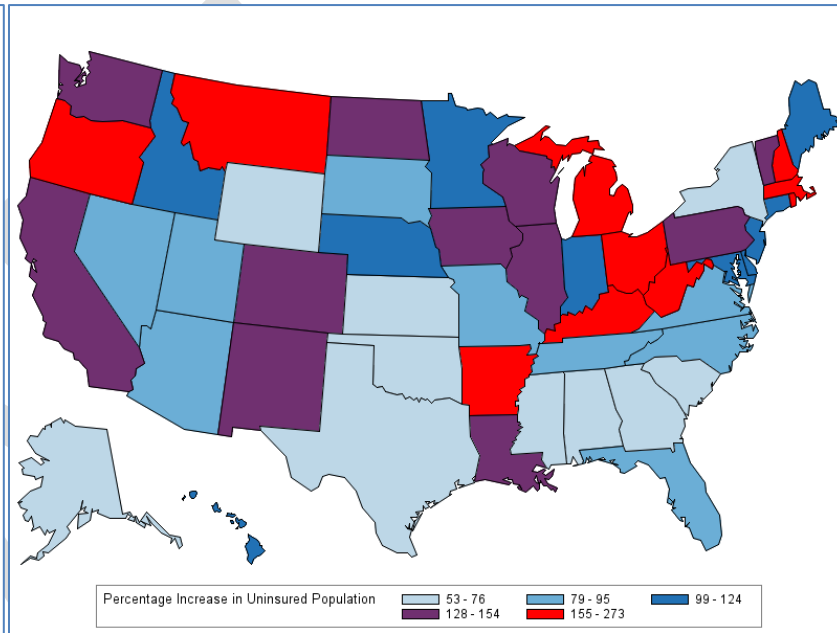 Percentage Increase in Uninsured Population 53 - 76 79 - 95 99 - 124
128 - 154 155 - 273